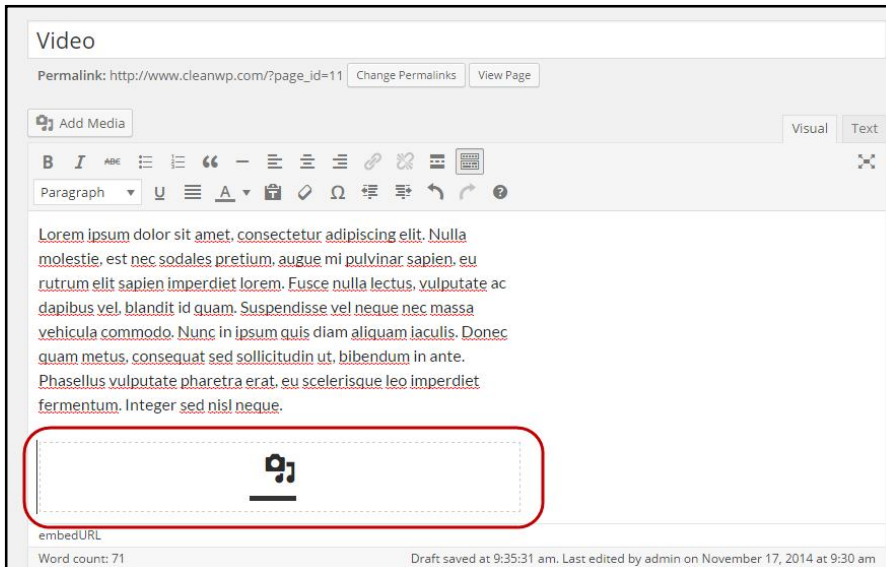 Video
Permalink: http://www.cleanwp.com/?page_id=11 Change Permalinks View Page
Add Media
Visual Text
B I ABC
Paragraph U A T Ω ?
Lorem ipsum dolor sit amet, consectetur adipiscing elit. Nulla
molestie, est nec sodales pretium, augue mi pulvinar sapien, eu
rutrum elit sapien imperdiet lorem. Fusce nulla lectus, vulputate ac
dapibus vel, blandit id quam. Suspendisse vel neque nec massa
vehicula commodo. Nunc in ipsum quis diam aliquam iaculis. Donec
quam metus, consequat sed sollicitudin ut, bibendum in ante.
Phasellus vulputate pharetra erat, eu scelerisque leo imperdiet
fermentum. Integer sed nisl neque.
embedURL
Word count: 71 Draft saved at 9:35:31 am. Last edited by admin on November 17, 2014 at 9:30 am